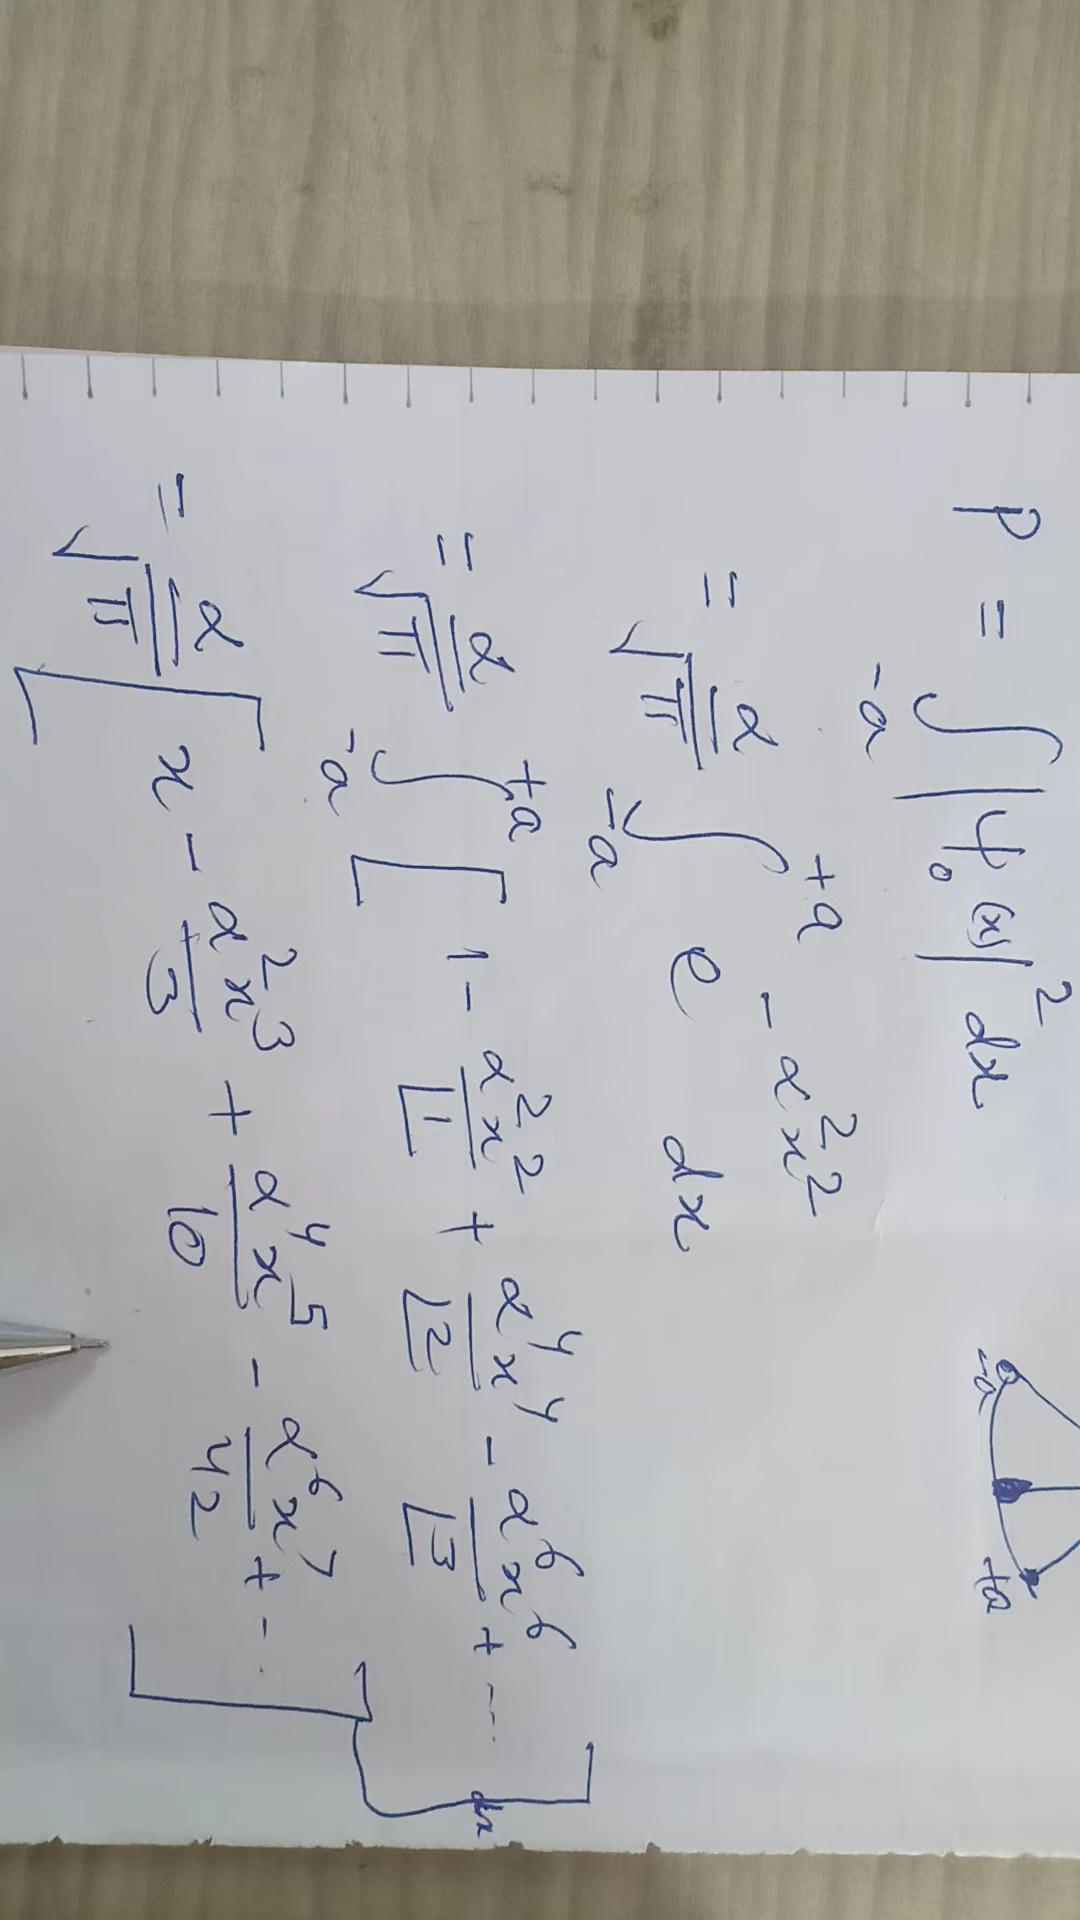 P = ∫_{-a} |ψ₀(x)|² dx
-a +a
= √(α/π) ∫_{-a}^{+a} e^{-α²x²} dx
= √(α/π) ∫_{-a}^{+a} [1 - α²x²/⌊1 + α⁴x⁴/⌊2 - α⁶x⁶/⌊3 + ...] dx
= √(α/π) [x - α²x³/3 + α⁴x⁵/10 - α⁶x⁷/42 + ...]